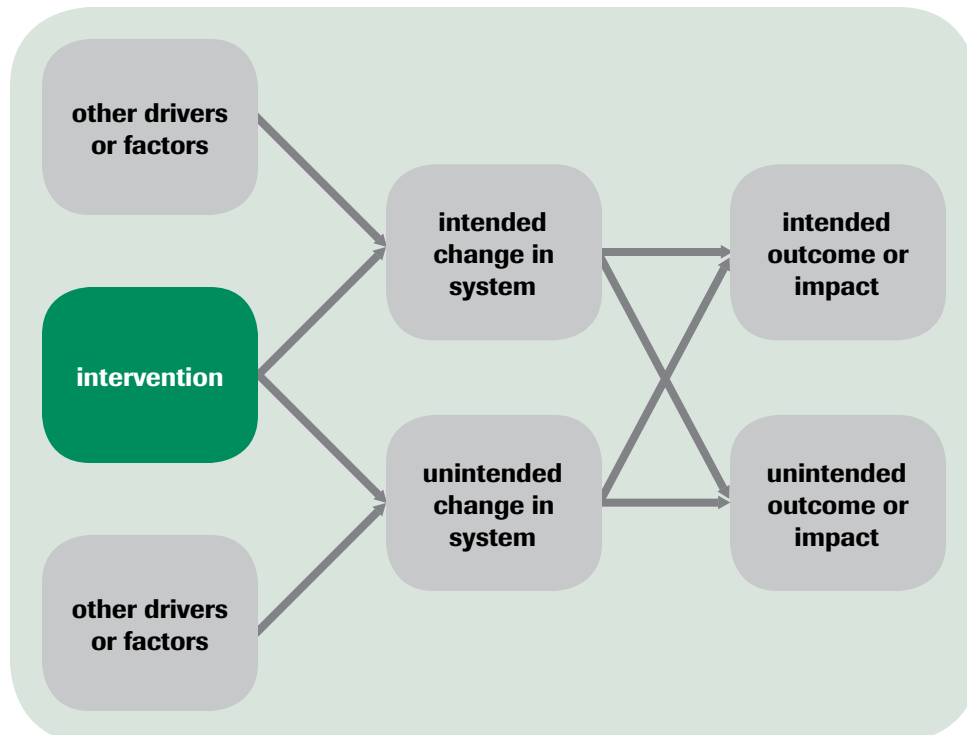 other drivers
or factors
intervention
other drivers
or factors
intended
change in
system
unintended
change in
system
intended
outcome or
impact
unintended
outcome or
impact